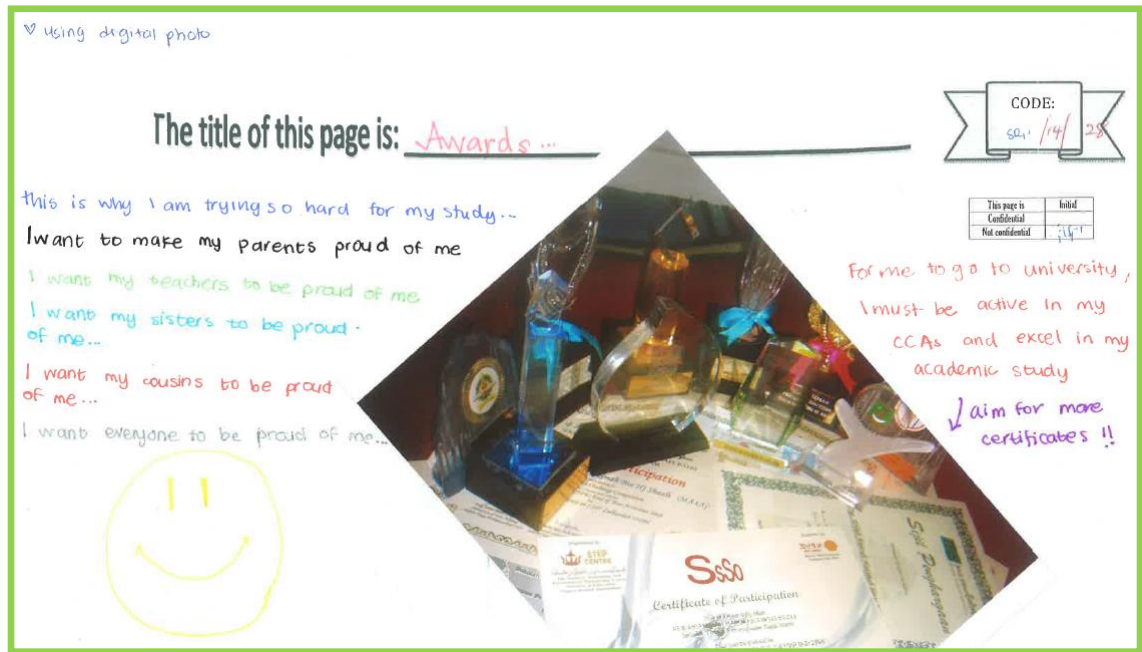 ♡ using digital photo
The title of this page is: Awards...
CODE:
/14/ 28
This page is Initial
Confidential
Not confidential
this is why I am trying so hard for my study...
I want to make my parents proud of me
I want my teachers to be proud of me
I want my sisters to be proud
of me...
I want my cousins to be proud
of me...
I want everyone to be proud of me...
For me to go to university,
I must be active in my
CCAs and excel in my
academic study
aim for more
certificates !!
STEP
CENTRE
SsSo
Certificate of Participation
Sijil Penghargaan